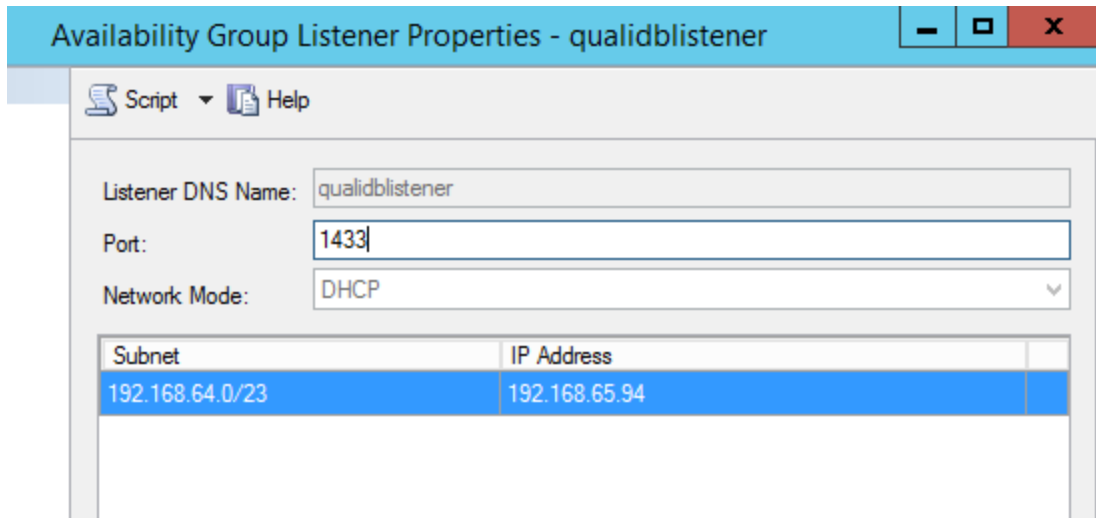 Availability Group Listener Properties - qualidblistener
Script Help
Listener DNS Name: qualidblistener
Port: 1433
Network Mode: DHCP
Subnet IP Address
192.168.64.0/23 192.168.65.94